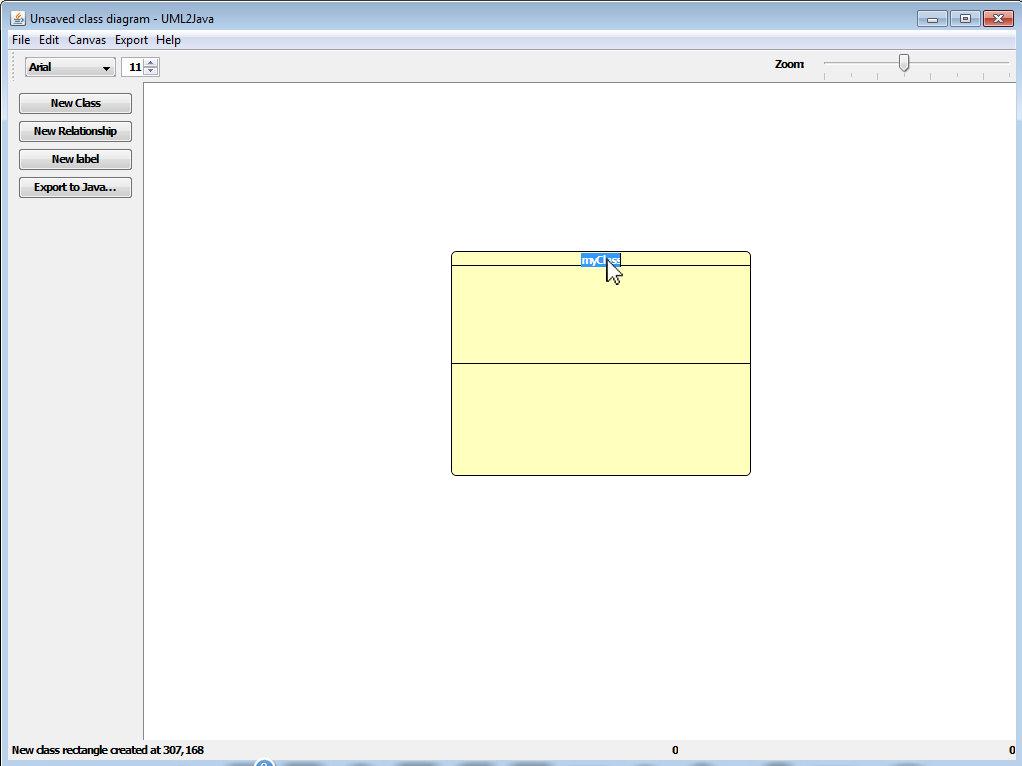 Unsaved class diagram - UML2Java
File Edit Canvas Export Help
Arial 11 Zoom
New Class
New Relationship
New label
Export to Java...
myClass
New class rectangle created at 307,168 0 0